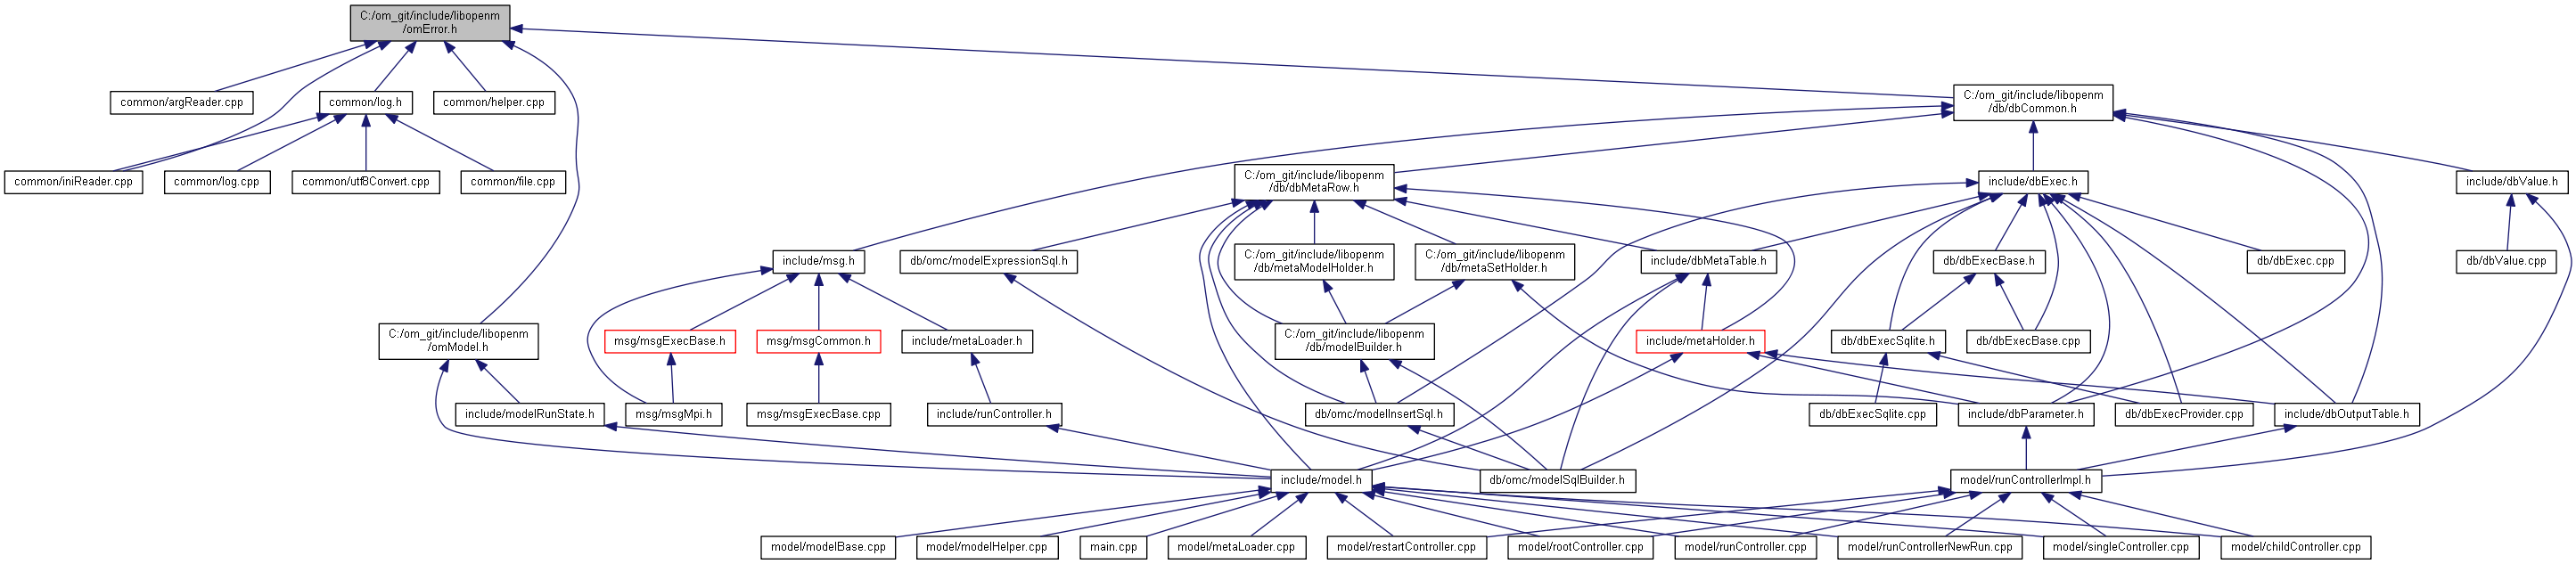 C:/om_git/include/libopenm
/omError.h
common/argReader.cpp
common/log.h
common/helper.cpp
C:/om_git/include/libopenm
/db/dbCommon.h
common/iniReader.cpp
common/log.cpp
common/utf8Convert.cpp
common/file.cpp
C:/om_git/include/libopenm
/db/dbMetaRow.h
include/dbExec.h
include/dbValue.h
include/msg.h
db/omc/modelExpressionSql.h
C:/om_git/include/libopenm
/db/metaModelHolder.h
C:/om_git/include/libopenm
/db/metaSetHolder.h
include/dbMetaTable.h
db/dbExecBase.h
db/dbExec.cpp
db/dbValue.cpp
C:/om_git/include/libopenm
/omModel.h
msg/msgExecBase.h
msg/msgCommon.h
include/metaLoader.h
C:/om_git/include/libopenm
/db/modelBuilder.h
include/metaHolder.h
db/dbExecSqlite.h
db/dbExecBase.cpp
include/modelRunState.h
msg/msgMpi.h
msg/msgExecBase.cpp
include/runController.h
db/omc/modelInsertSql.h
db/dbExecSqlite.cpp
include/dbParameter.h
db/dbExecProvider.cpp
include/dbOutputTable.h
include/model.h
db/omc/modelSqlBuilder.h
model/runControllerImpl.h
model/modelBase.cpp
model/modelHelper.cpp
main.cpp
model/metaLoader.cpp
model/restartController.cpp
model/rootController.cpp
model/runController.cpp
model/runControllerNewRun.cpp
model/singleController.cpp
model/childController.cpp